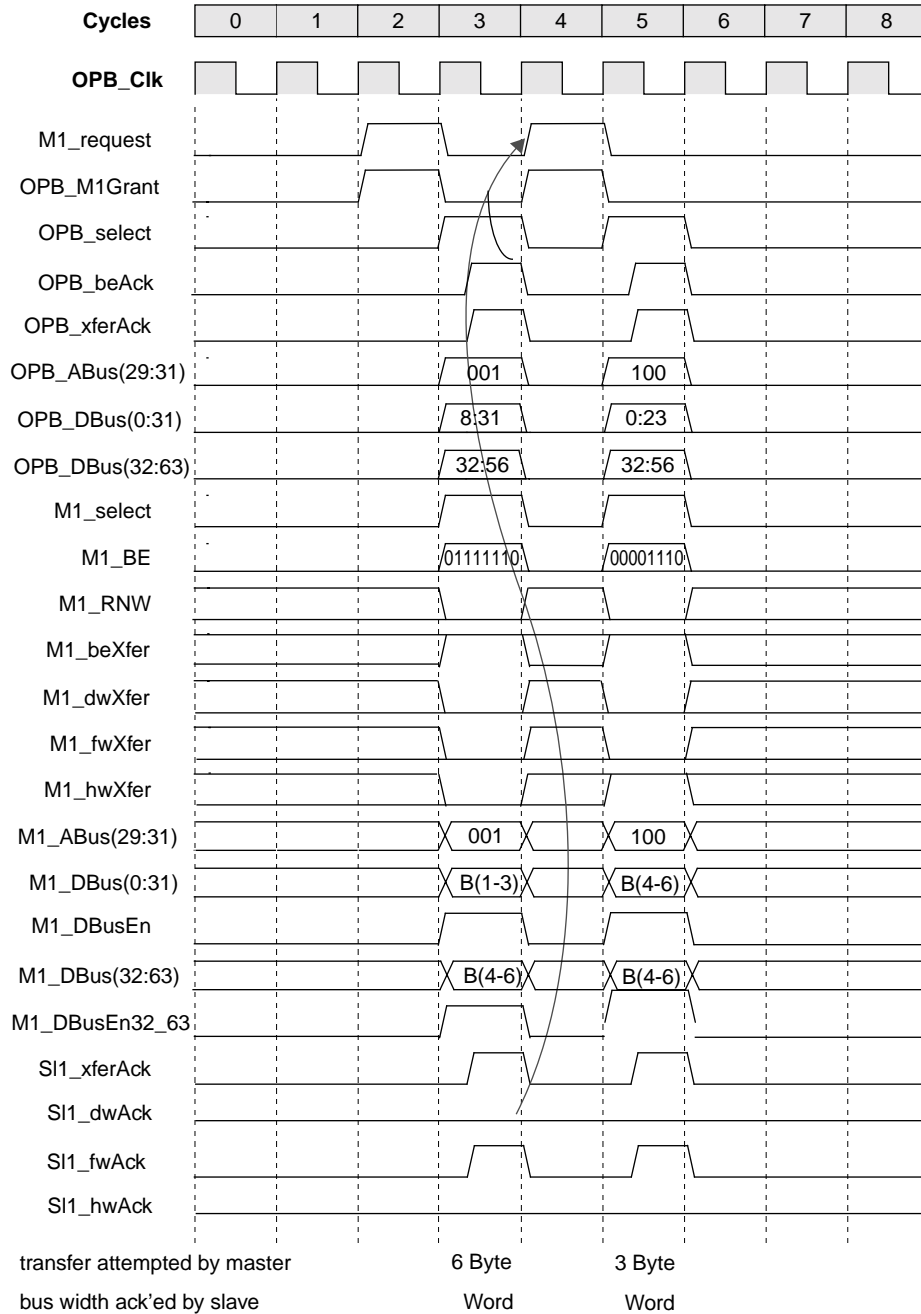 Cycles 0 1 2 3 4 5 6 7 8
OPB_Clk
M1_request
OPB_M1Grant
OPB_select
OPB_beAck
OPB_xferAck
OPB_ABus(29:31) 001 100
OPB_DBus(0:31) 8:31 0:23
OPB_DBus(32:63) 32:56 32:56
M1_select
M1_BE 01111110 00001110
M1_RNW
M1_beXfer
M1_dwXfer
M1_fwXfer
M1_hwXfer
M1_ABus(29:31) 001 100
M1_DBus(0:31) B(1-3) B(4-6)
M1_DBusEn
M1_DBus(32:63) B(4-6) B(4-6)
M1_DBusEn32_63
Sl1_xferAck
Sl1_dwAck
Sl1_fwAck
Sl1_hwAck
transfer attempted by master 6 Byte 3 Byte
bus width ack'ed by slave Word Word